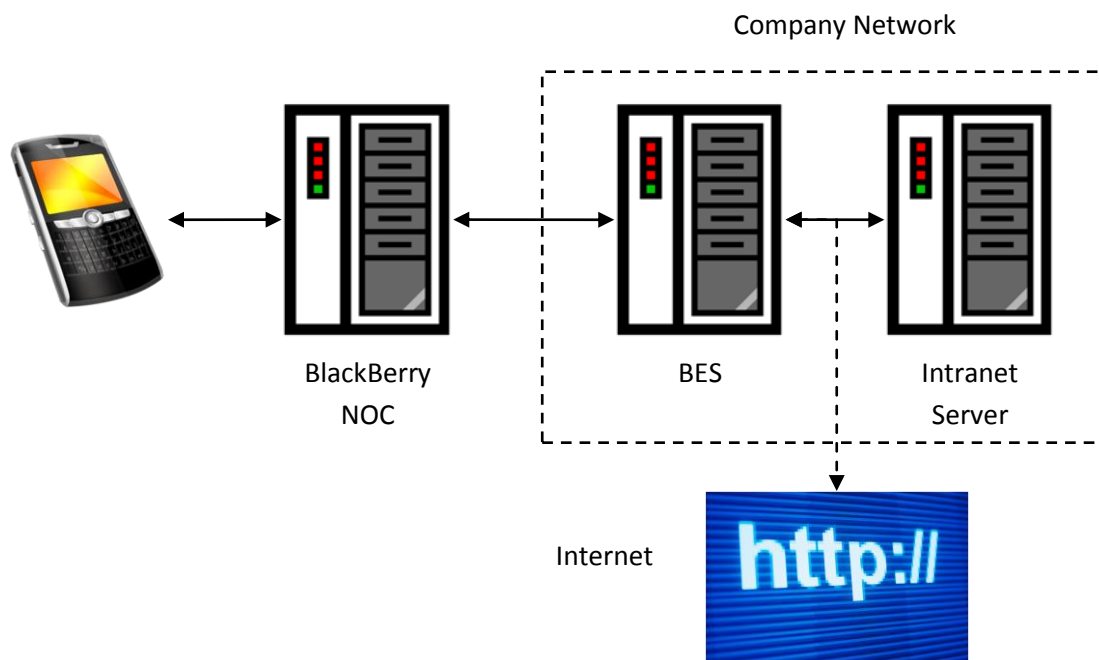 Company Network
BlackBerry
NOC
BES
Intranet
Server
Internet
http://